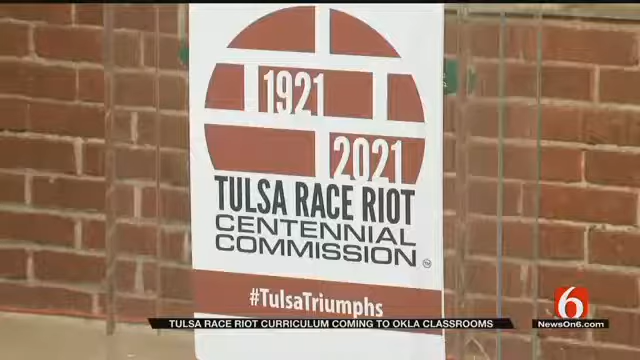 1921
2021
TULSA RACE RIOT
CENTENNIAL
COMMISSION
#TulsaTriumphs
TULSA RACE RIOT CURRICULUM COMING TO OKLA CLASSROOMS
6
NewsOn6.com